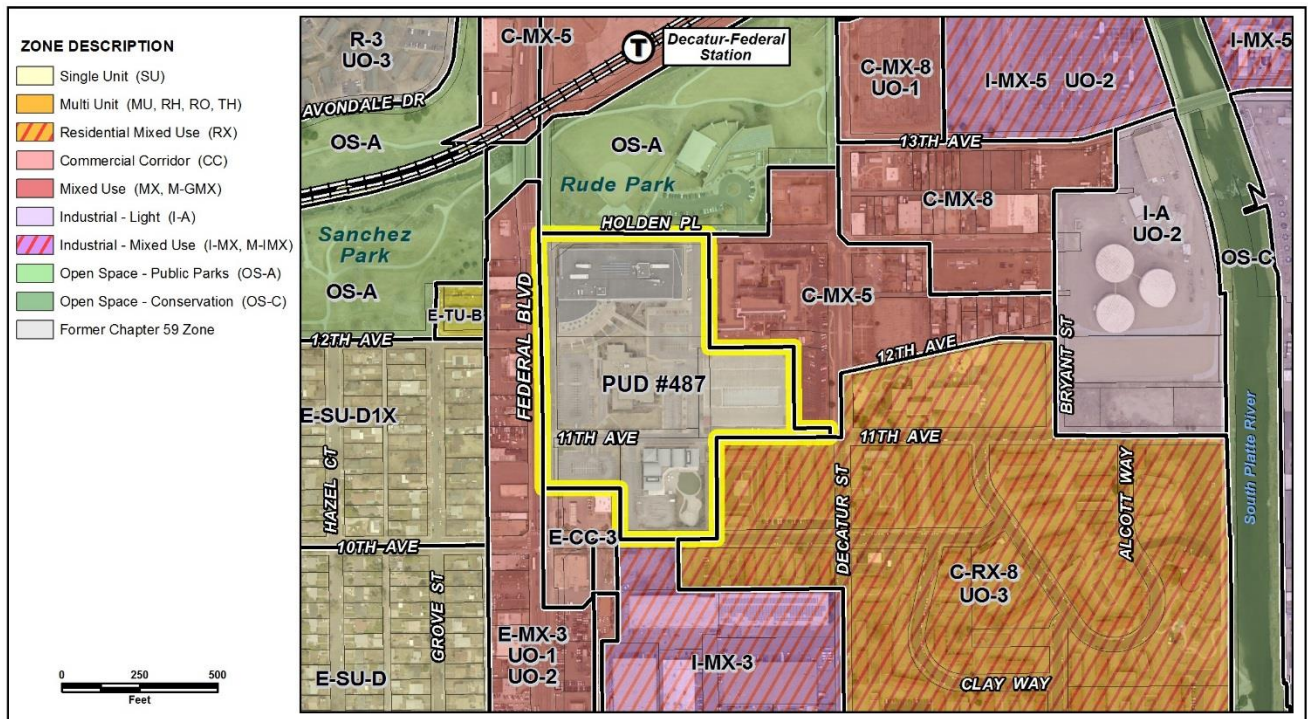 ZONE DESCRIPTION
Single Unit (SU)
Multi Unit (MU, RH, RO, TH)
Residential Mixed Use (RX)
Commercial Corridor (CC)
Mixed Use (MX, M-GMX)
Industrial - Light (I-A)
Industrial - Mixed Use (I-MX, M-IMX)
Open Space - Public Parks (OS-A)
Open Space - Conservation (OS-C)
Former Chapter 59 Zone
0 250 500
Feet
R-3
UO-3
C-MX-5
T
Decatur-Federal
Station
C-MX-8
UO-1
I-MX-5 UO-2
I-MX-5
AVONDALE DR
OS-A
OS-A
13TH AVE
Rude Park
C-MX-8
I-A
UO-2
HOLDEN PL
Sanchez
Park
OS-C
OS-A
E-TU-B
FEDERAL BLVD
C-MX-5
12TH AVE
12TH AVE
BRYANT ST
PUD #487
E-SU-D1X
11TH AVE
11TH AVE
HAZEL CT
ALCOTT WAY
South Platte River
10TH AVE
E-CC-3
DECATUR ST
GROVE ST
C-RX-8
UO-3
E-MX-3
UO-1
UO-2
I-MX-3
E-SU-D
CLAY WAY